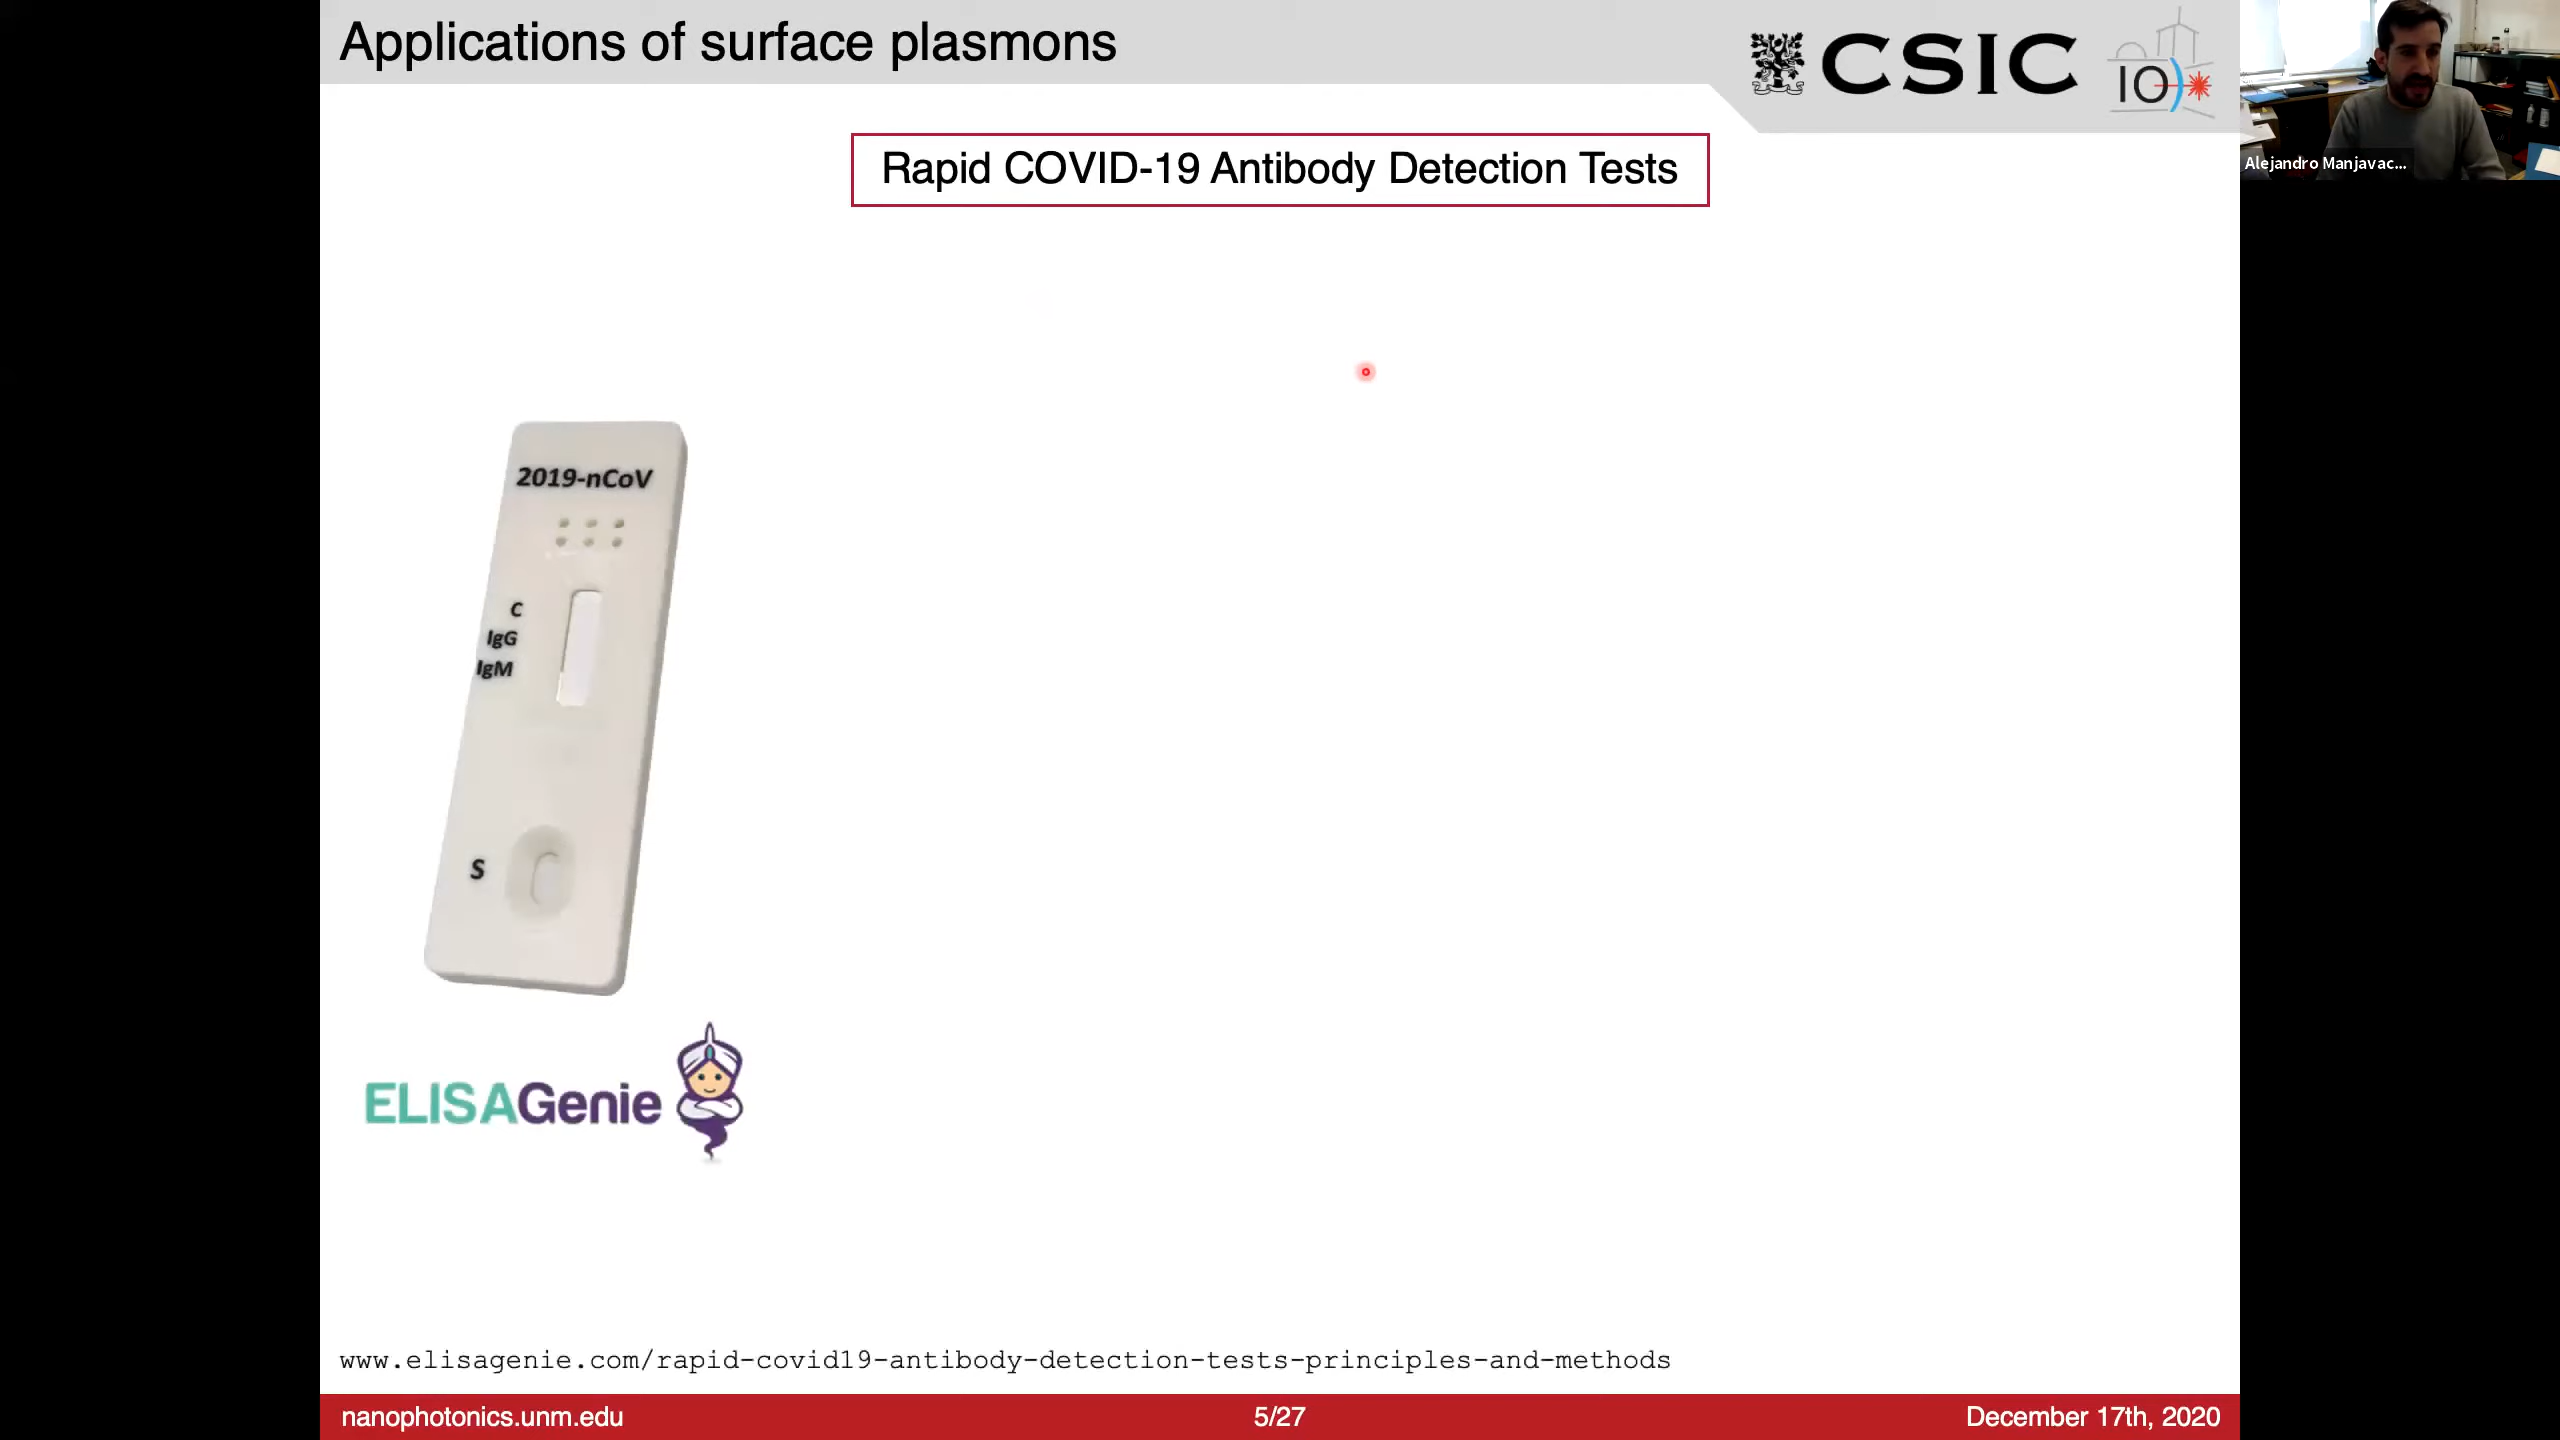 Applications of surface plasmons
CSIC
IO
Alejandro Manjavac...
Rapid COVID-19 Antibody Detection Tests
2019-nCoV
C
IgG
IgM
S
ELISAGenie
www.elisagenie.com/rapid-covid19-antibody-detection-tests-principles-and-methods
nanophotonics.unm.edu
5/27
December 17th, 2020